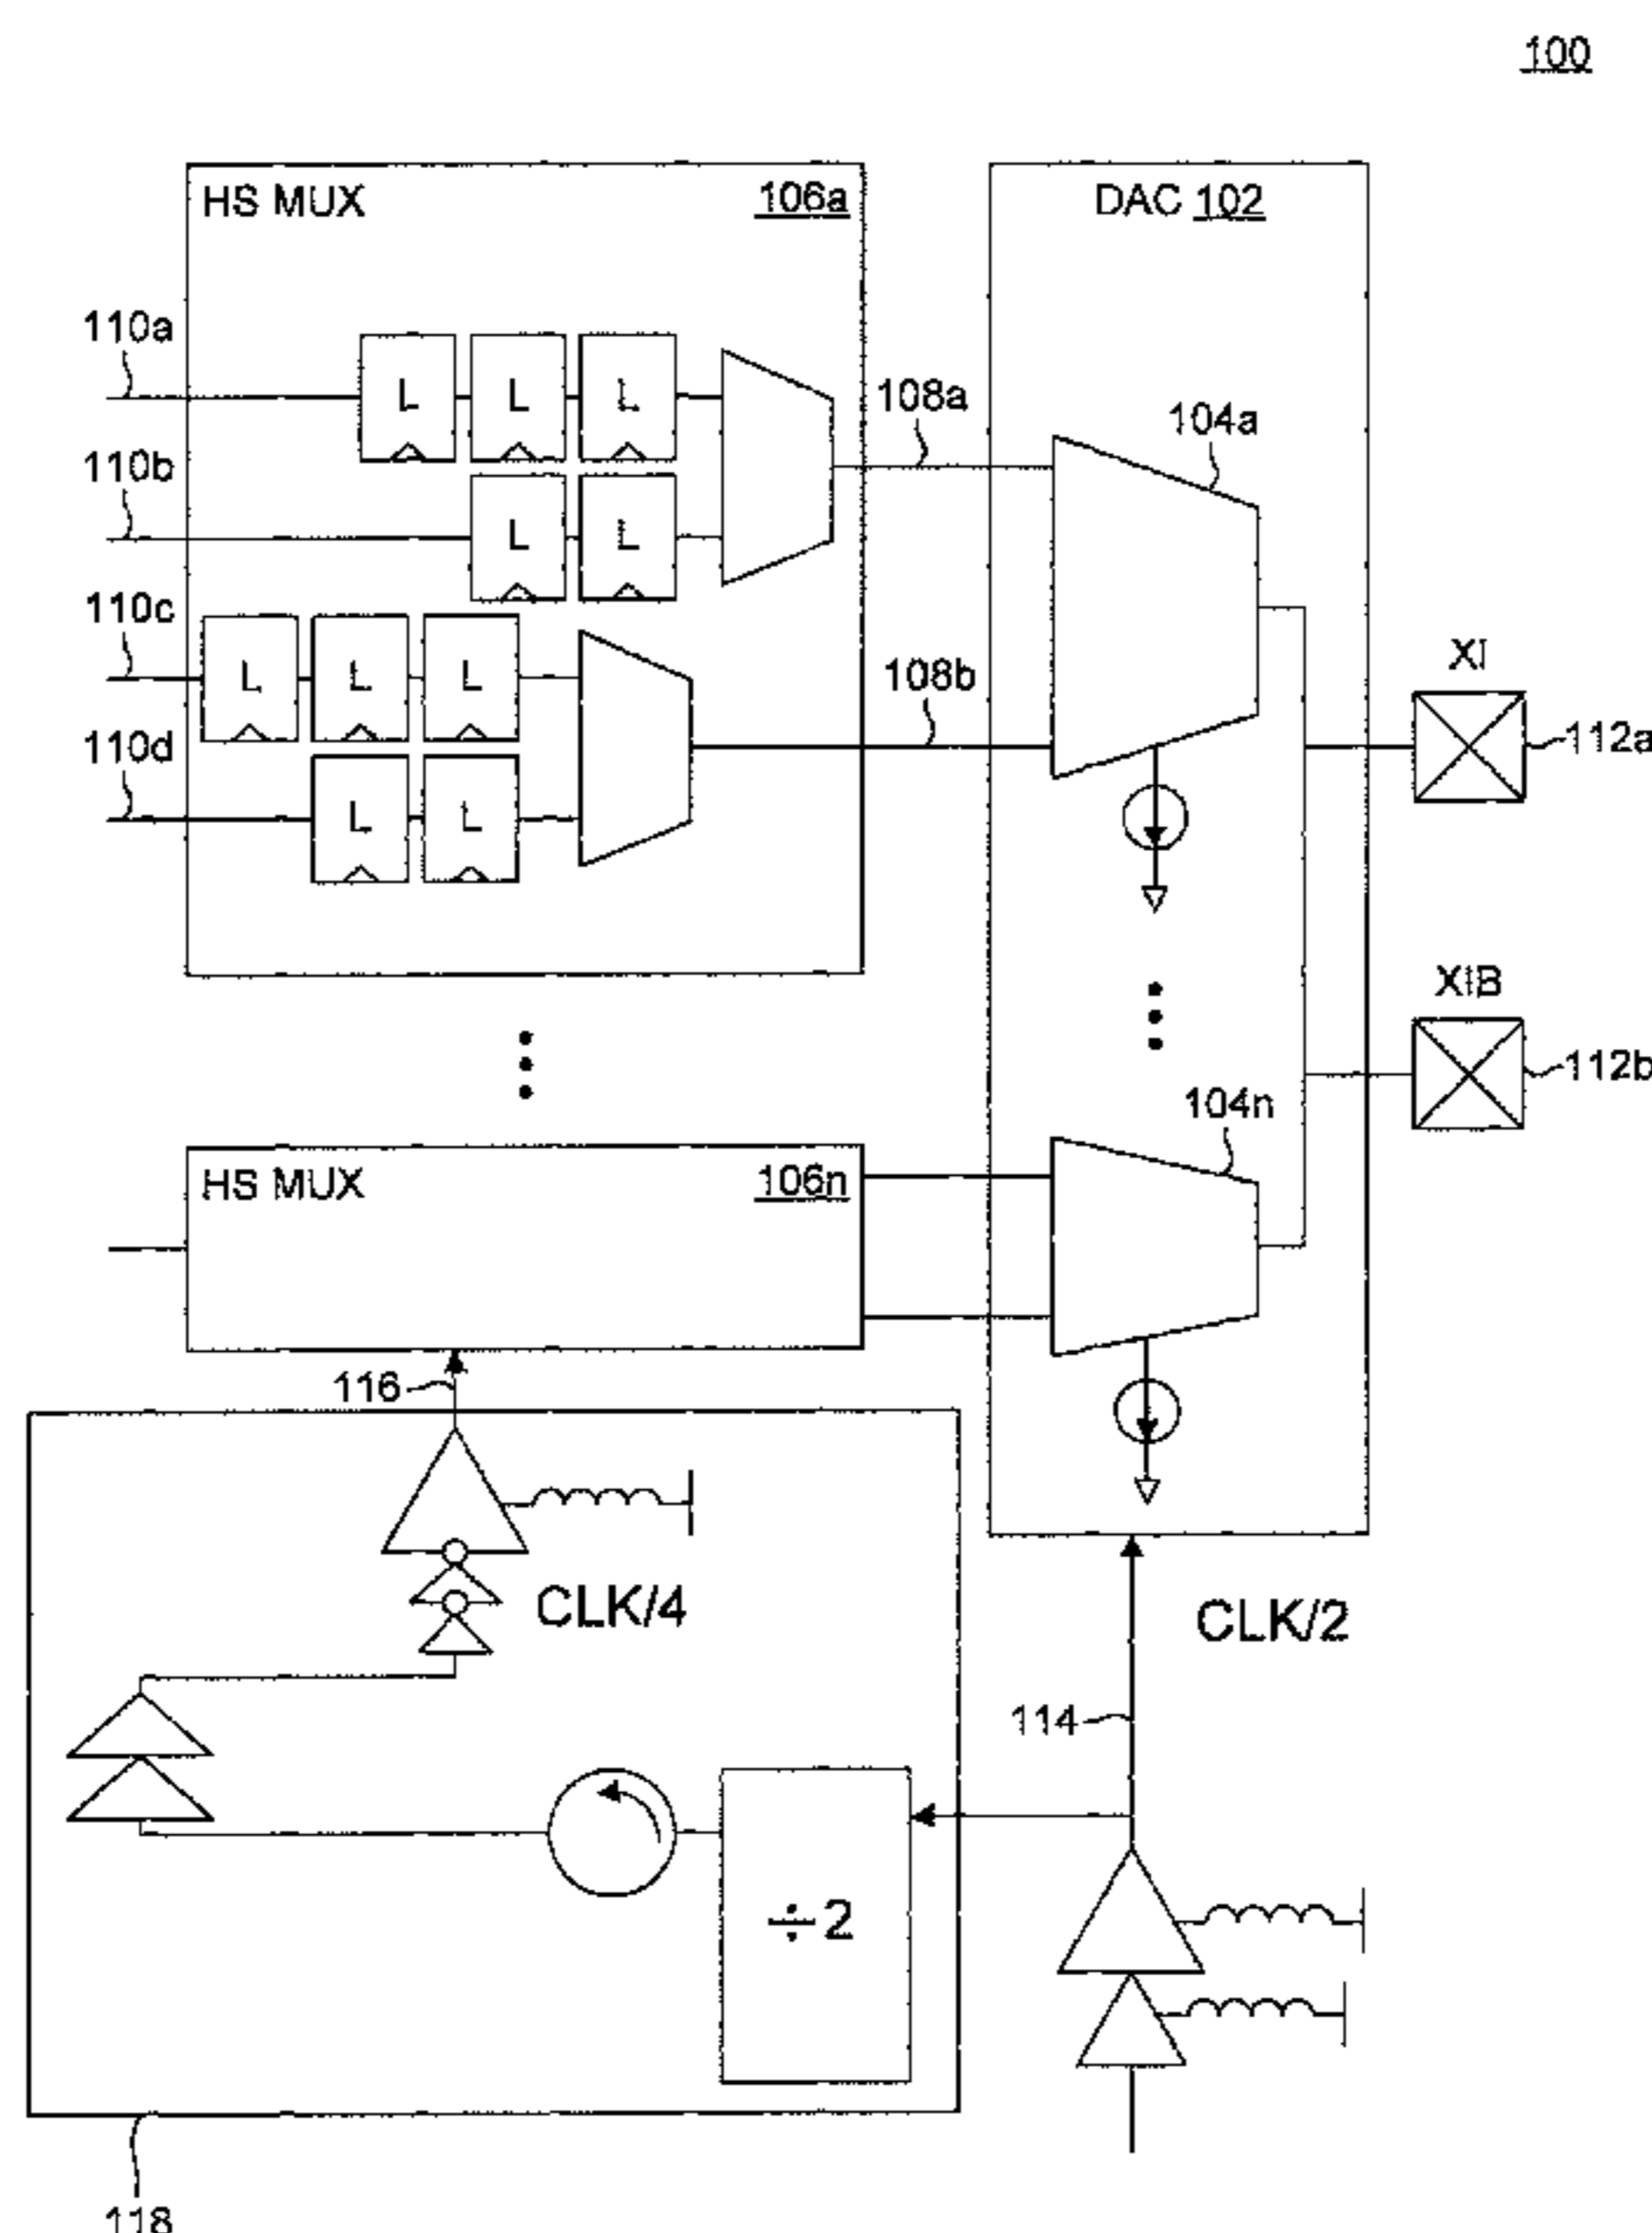 100
HS MUX 106a
DAC 102
110a
L L L
108a
104a
110b
L L
110c
L L L
108b
XI
112a
110d
L L
XIB
112b
104n
HS MUX 106n
116
CLK/4
CLK/2
114
÷2
118